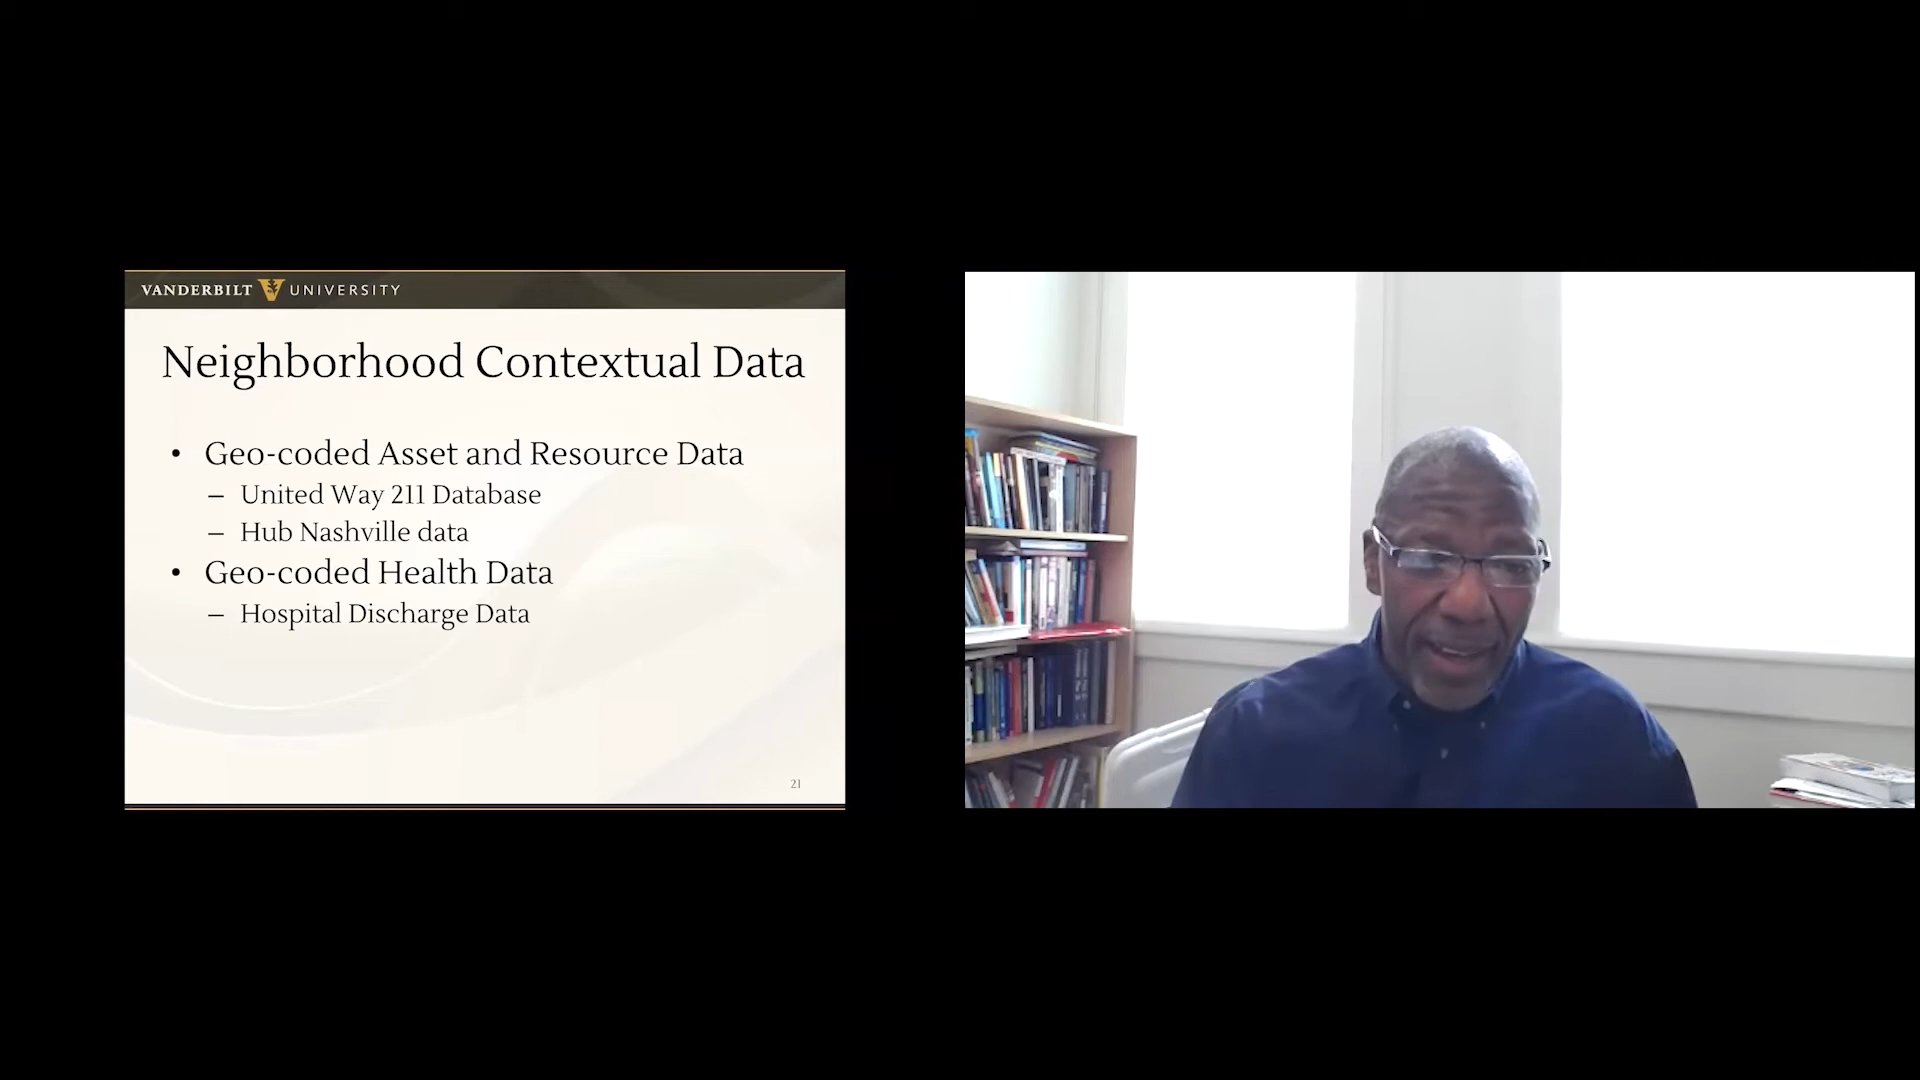 VANDERBILT UNIVERSITY
Neighborhood Contextual Data
• Geo-coded Asset and Resource Data
– United Way 211 Database
– Hub Nashville data
• Geo-coded Health Data
– Hospital Discharge Data
21